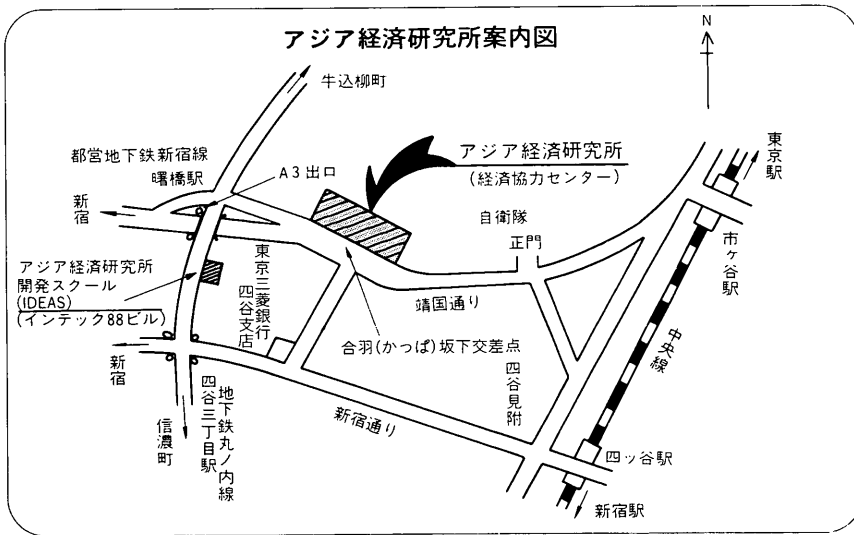 アジア経済研究所案内図
N
牛込柳町
都営地下鉄新宿線
曙橋駅
A3出口
アジア経済研究所
(経済協力センター)
東京駅
新宿
自衛隊
正門
市ヶ谷駅
アジア経済研究所
開発スクール
(IDEAS)
(インテック88ビル)
東京三菱銀行
四谷支店
靖国通り
中央線
合羽(かっぱ)坂下交差点
新宿
四谷見附
新宿通り
信濃町
地下鉄丸ノ内線
四谷三丁目駅
四ッ谷駅
新宿駅